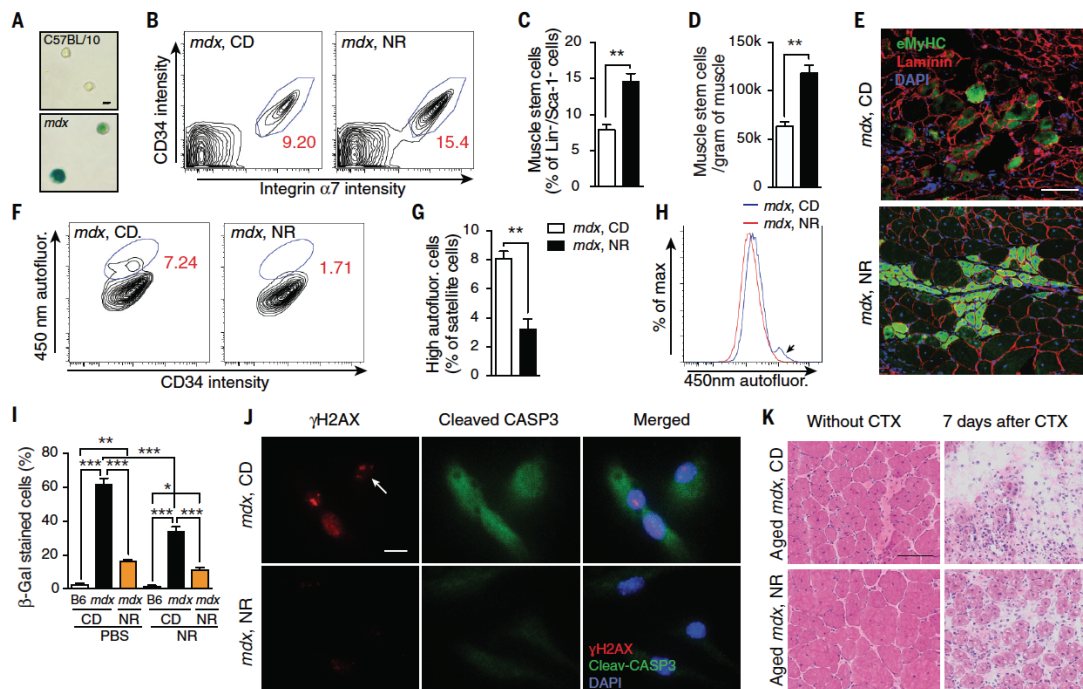 A
C57BL/10
mdx
B
mdx, CD
mdx, NR
CD34 intensity
9.20
15.4
Integrin α7 intensity
C
Muscle stem cells
(% of Lin-/Sca-1- cells)
20
15
10
5
0
**
D
Muscle stem cells
/gram of muscle
150k
100k
50k
0
**
E
eMyHC
Laminin
DAPI
mdx, CD
mdx, NR
F
mdx, CD.
mdx, NR
450 nm autofluor.
7.24
1.71
CD34 intensity
G
mdx, CD
mdx, NR
High autofluor. cells
(% of satellite cells)
10
8
6
4
2
0
**
H
mdx, CD
mdx, NR
% of max
450nm autofluor.
I
β-Gal stained cells (%)
80
60
40
20
0
**
***
*** ***
*
*** ***
B6 mdx mdx B6 mdx mdx
CD NR CD NR
PBS NR
J
γH2AX
Cleaved CASP3
Merged
mdx, CD
mdx, NR
γH2AX
Cleav-CASP3
DAPI
K
Without CTX
7 days after CTX
Aged mdx, CD
Aged mdx, NR